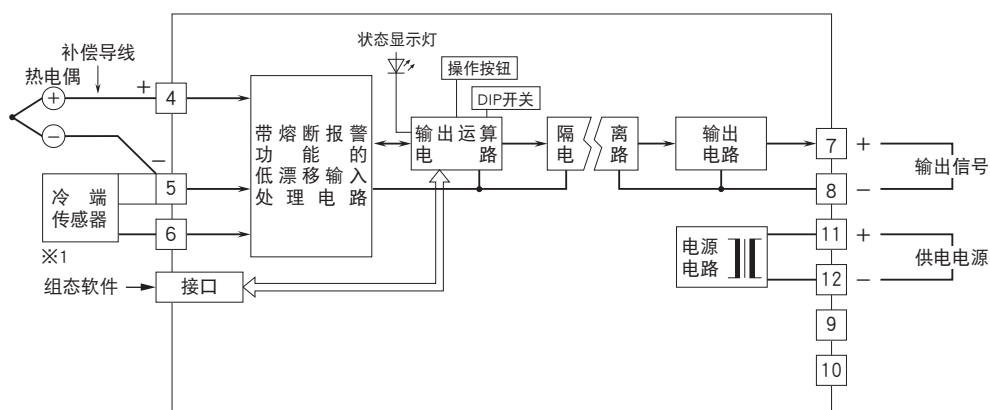 状态显示灯
补偿导线
热电偶
操作按钮
DIP开关
+
+
4
−
−
5
6
冷端
传感器
※1
带熔断报警
功能的
低漂移输入
处理电路
输出运算
电路
隔离
电路
输出
电路
7
+
输出信号
8
−
电源
电路
11
+
供电电源
12
−
9
10
组态软件
接口